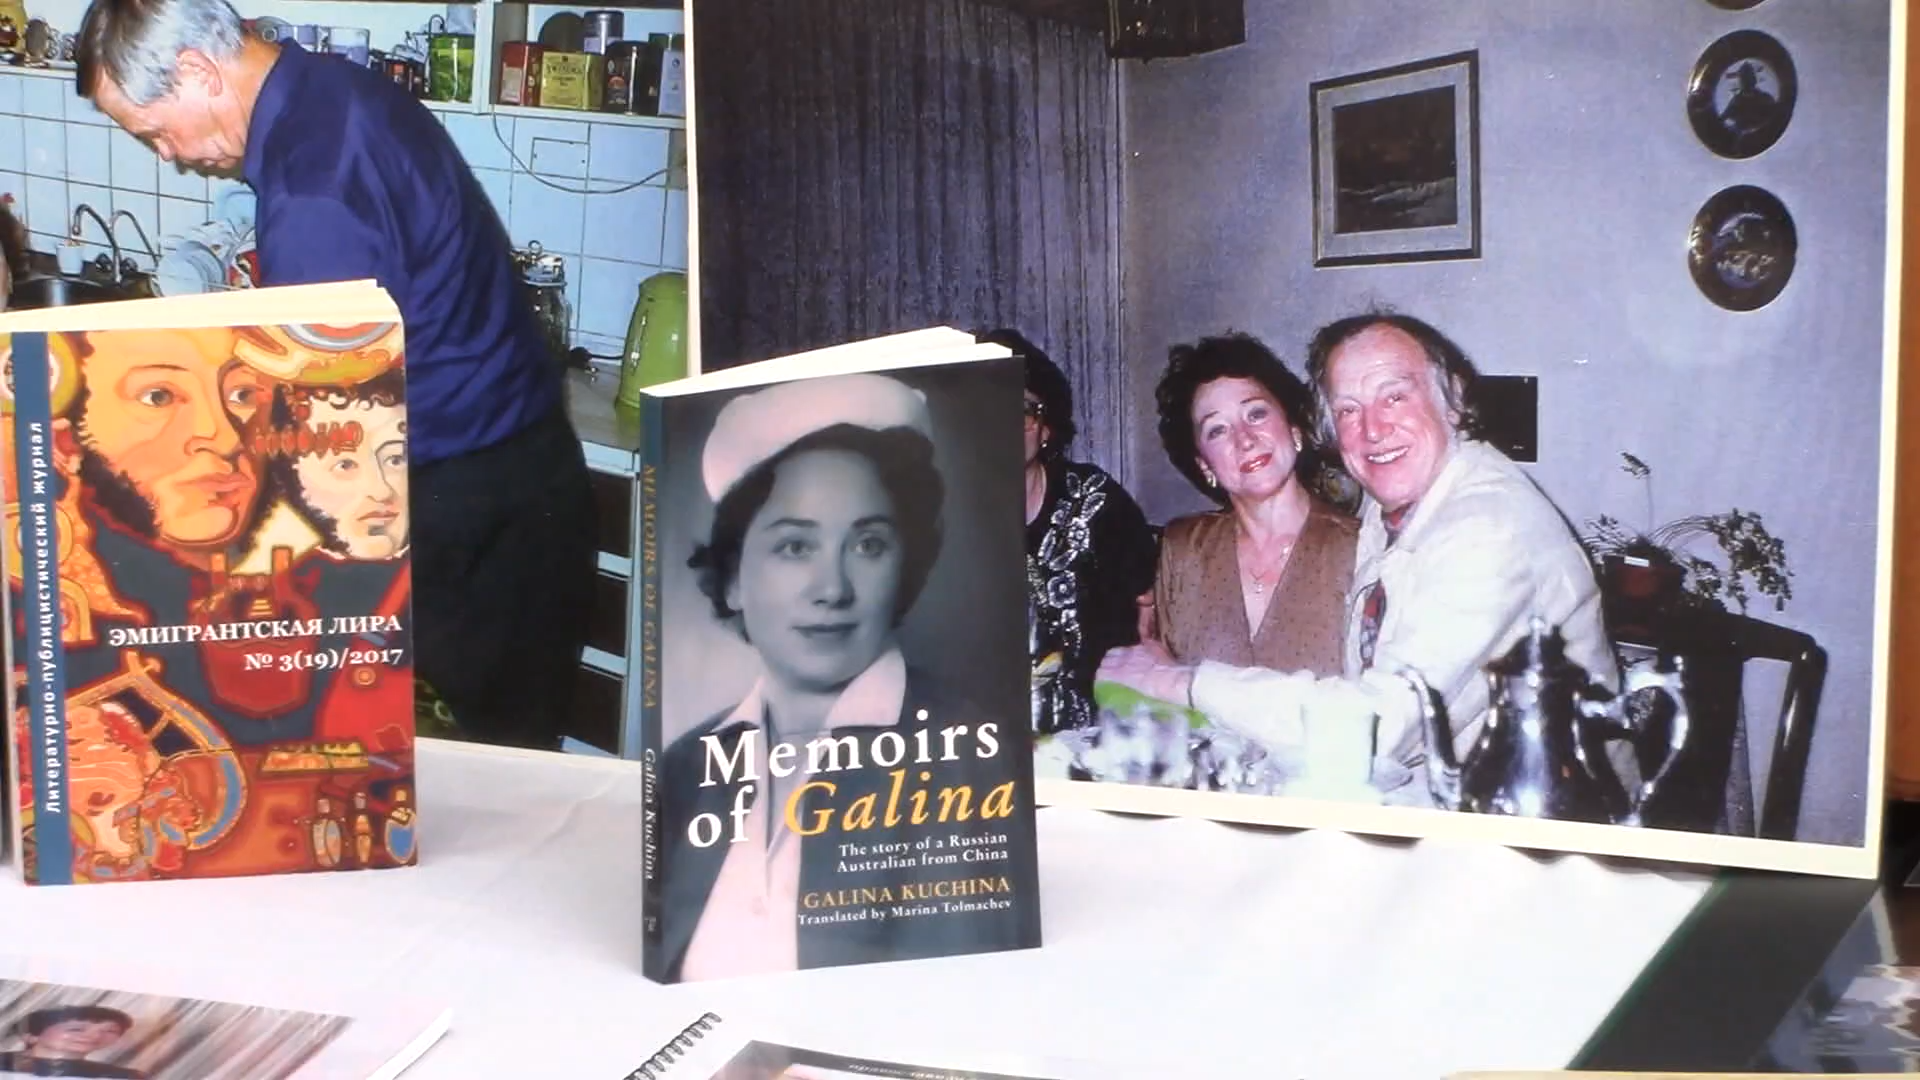 Литературно-публицистический журнал
ЭМИГРАНТСКАЯ ЛИРА
№ 3(19)/2017
MEMOIRS OF GALINA
Galina Kuchina
Memoirs
of Galina
The story of a Russian
Australian from China
GALINA KUCHINA
Translated by Marina Tolmachev